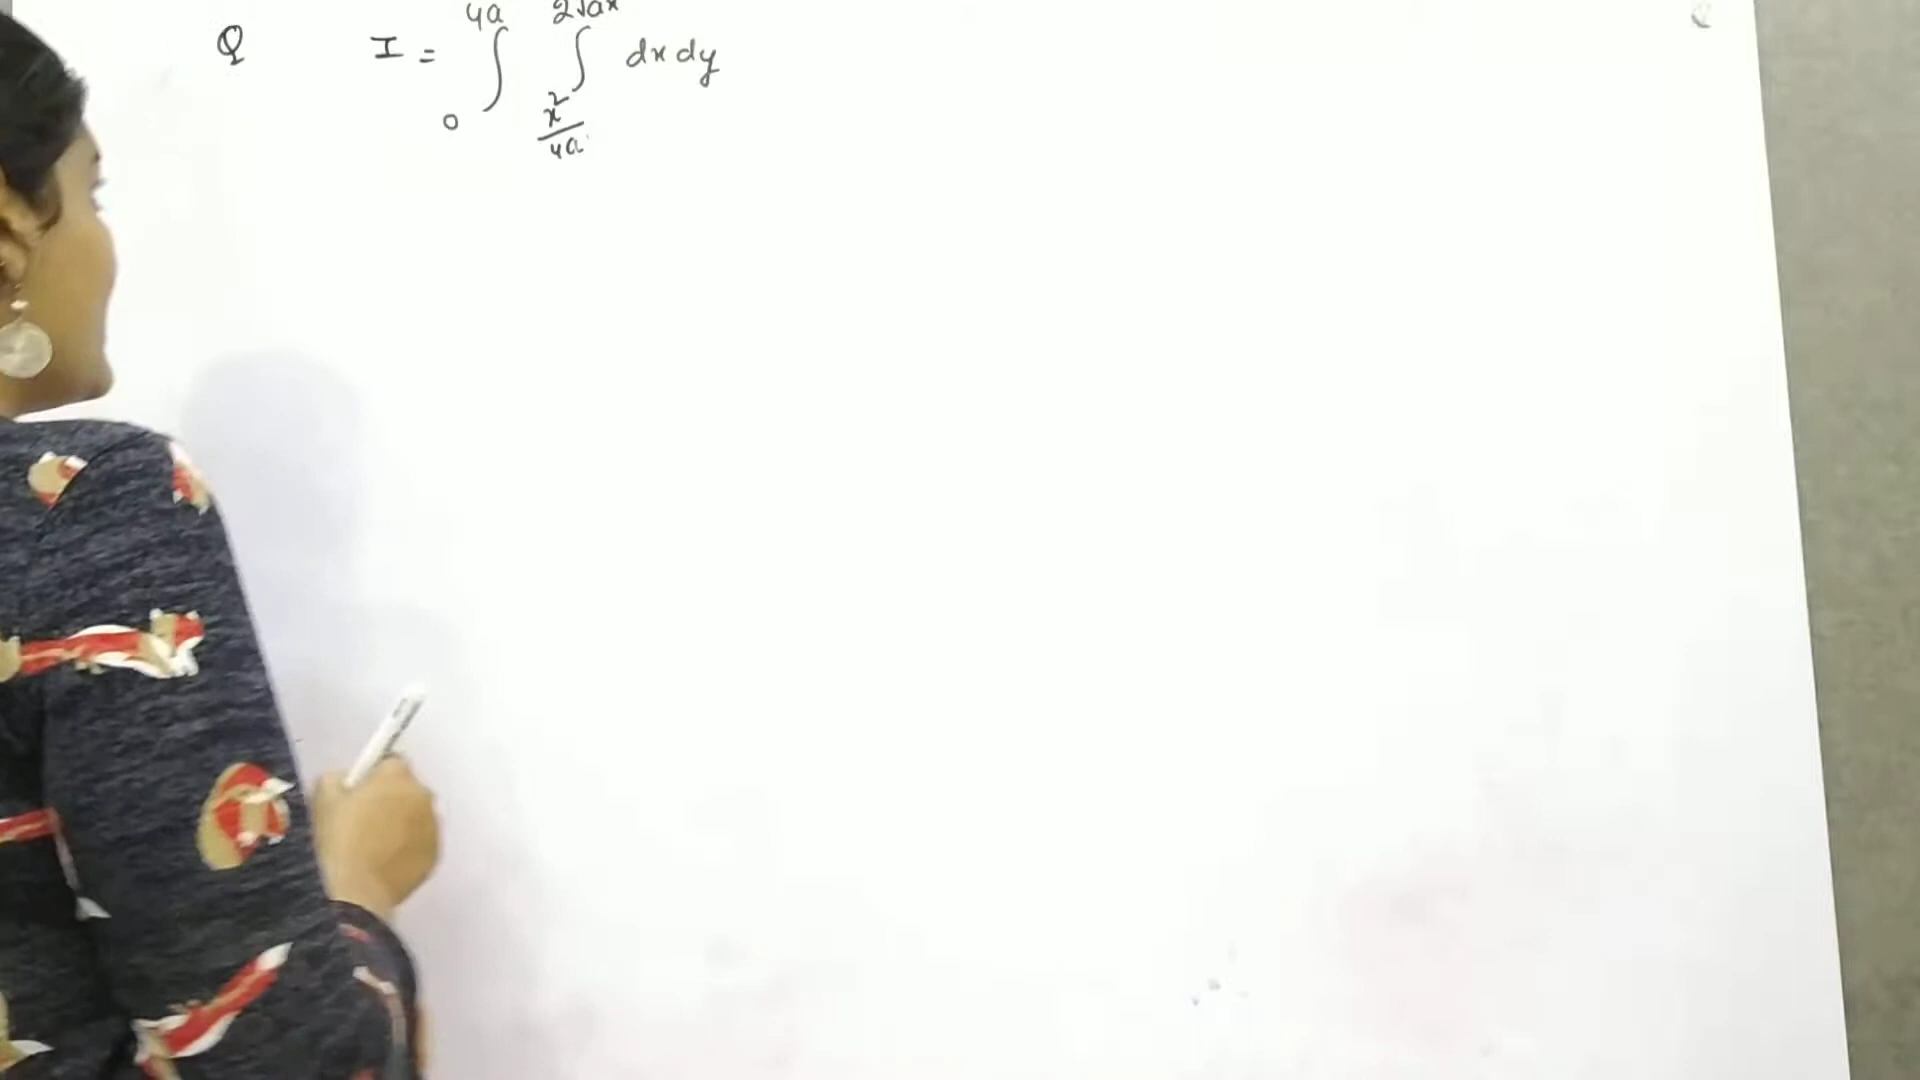 Q I = ∫₀^{4a} ∫_{x²/4a}^{2√ax} dx dy